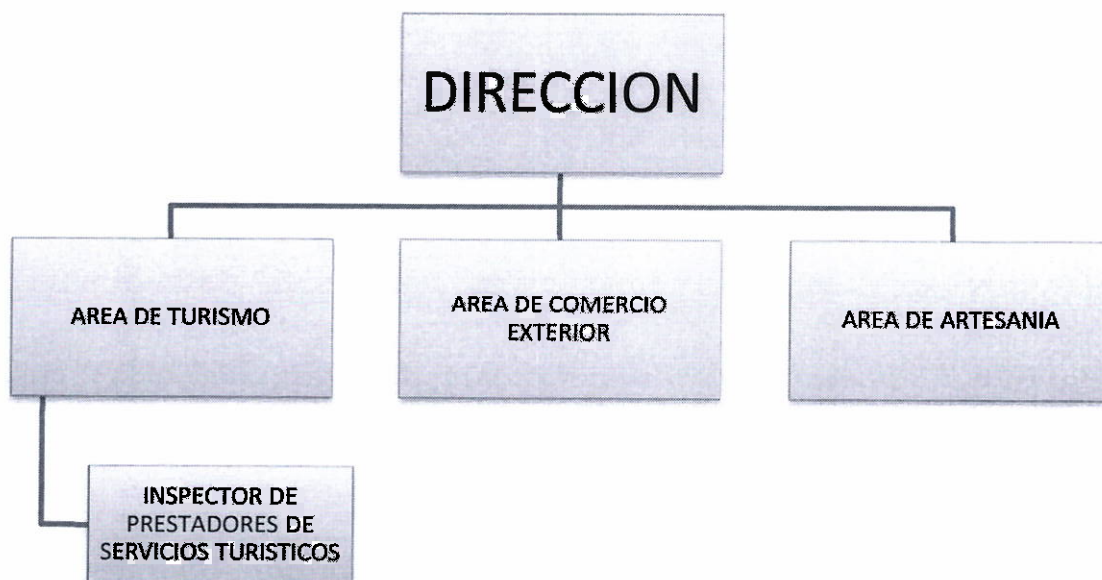 DIRECCION
AREA DE TURISMO
AREA DE COMERCIO
EXTERIOR
AREA DE ARTESANIA
INSPECTOR DE
PRESTADORES DE
SERVICIOS TURISTICOS